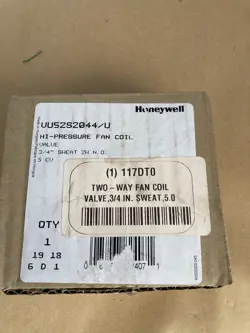 Honeywell
VU52S2044/U
HI-PRESSURE FAN COIL
VALVE
3/4" SWEAT 2W N.O.
5 CV
(1) 117DT0
TWO-WAY FAN COIL
VALVE,3/4 IN. SWEAT,5.0
QTY
1
19 18
6 D 1